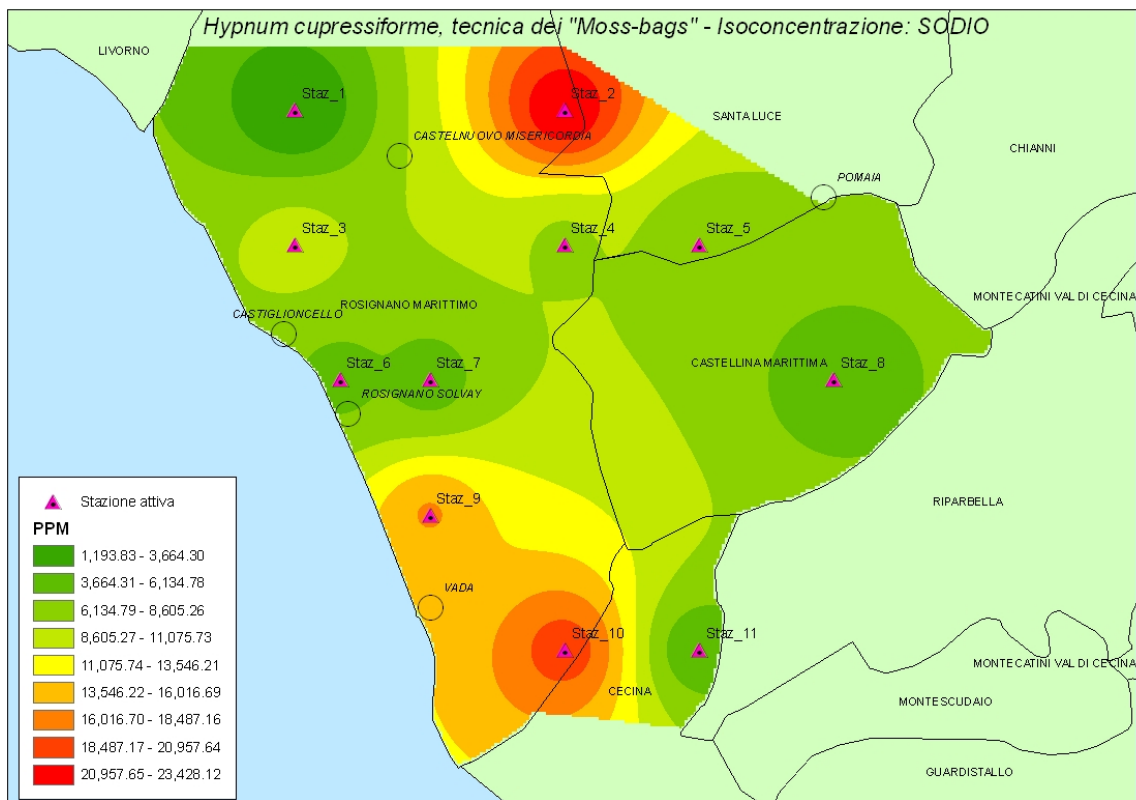 Hypnum cupressiforme, tecnica dei "Moss-bags" - Isoconcentrazione: SODIO
LIVORNO
Staz_1
Staz_2
SANTA LUCE
CASTELNUOVO MISERICORDIA
CHIANNI
POMAIA
Staz_3
Staz_4
Staz_5
ROSIGNANO MARITTIMO
MONTECATINI VAL DI CECINA
CASTIGLIONCELLO
Staz_6
Staz_7
CASTELLINA MARITTIMA
Staz_8
ROSIGNANO SOLVAY
Staz_9
RIPARBELLA
VADA
Staz_10
Staz_11
CECINA
MONTECATINI VAL DI CECINA
MONTESCUDAIO
GUARDISTALLO
Stazione attiva
PPM
1,193.83 - 3,664.30
3,664.31 - 6,134.78
6,134.79 - 8,605.26
8,605.27 - 11,075.73
11,075.74 - 13,546.21
13,546.22 - 16,016.69
16,016.70 - 18,487.16
18,487.17 - 20,957.64
20,957.65 - 23,428.12